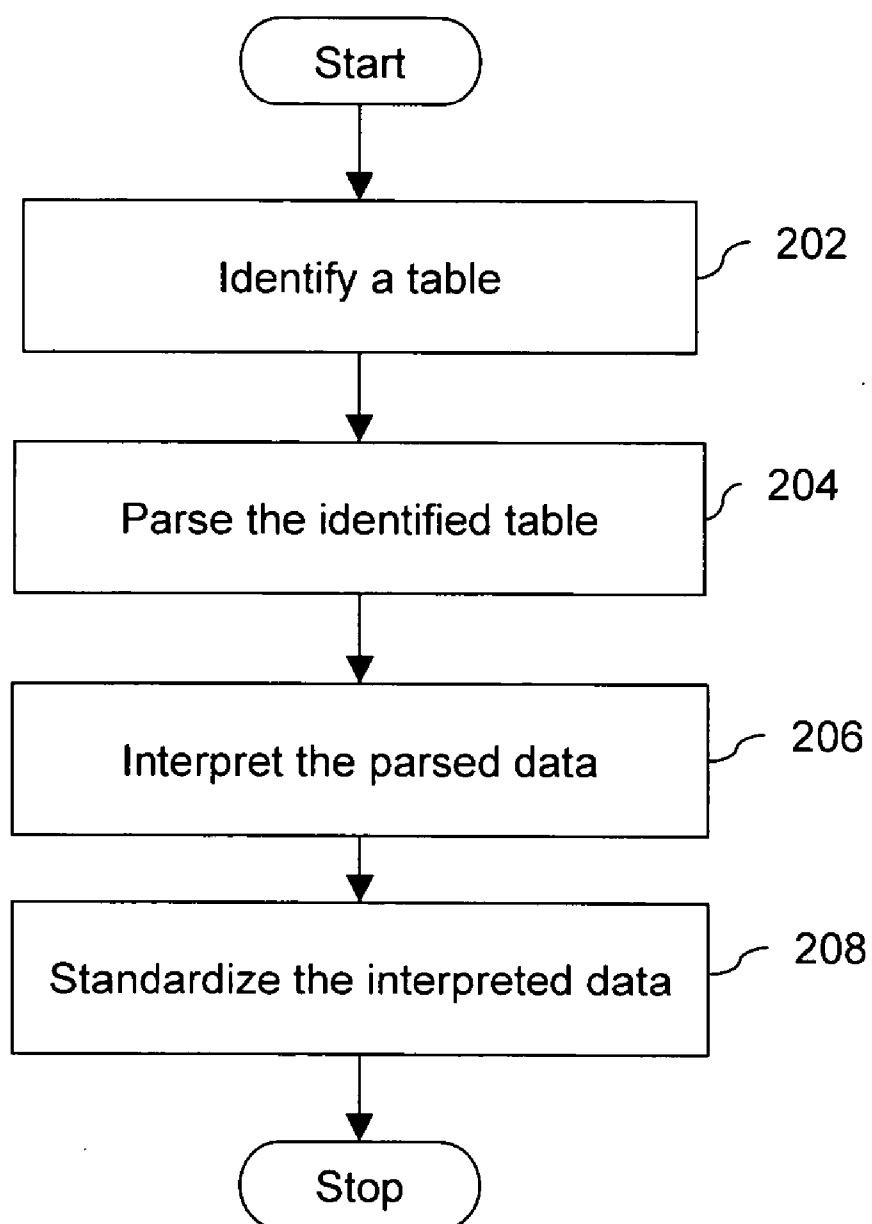 Start
Identify a table
202
Parse the identified table
204
Interpret the parsed data
206
Standardize the interpreted data
208
Stop